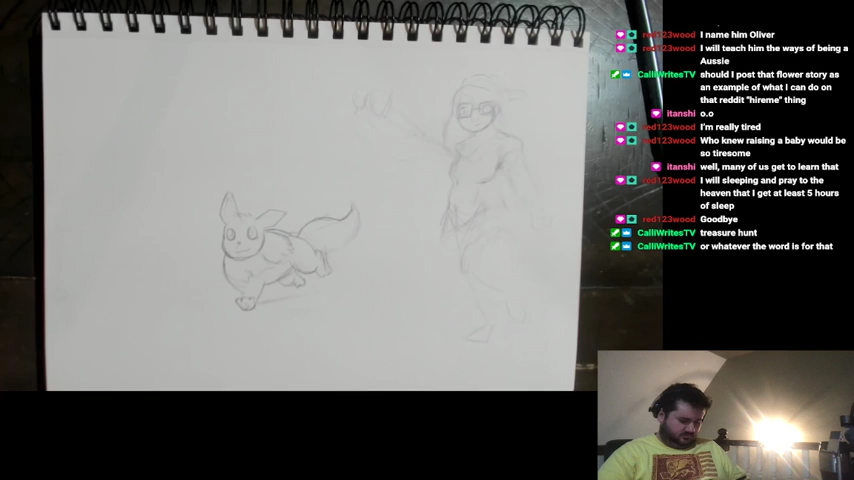 red123wood I name him Oliver
red123wood I will teach him the ways of being a
Aussie
CalliWritesTV should I post that flower story as
an example of what I can do on
that reddit "hireme" thing
itanshi o.o
red123wood I'm really tired
red123wood Who knew raising a baby would be
so tiresome
itanshi well, many of us get to learn that
red123wood I will sleeping and pray to the
heaven that I get at least 5 hours
of sleep
red123wood Goodbye
CalliWritesTV treasure hunt
CalliWritesTV or whatever the word is for that